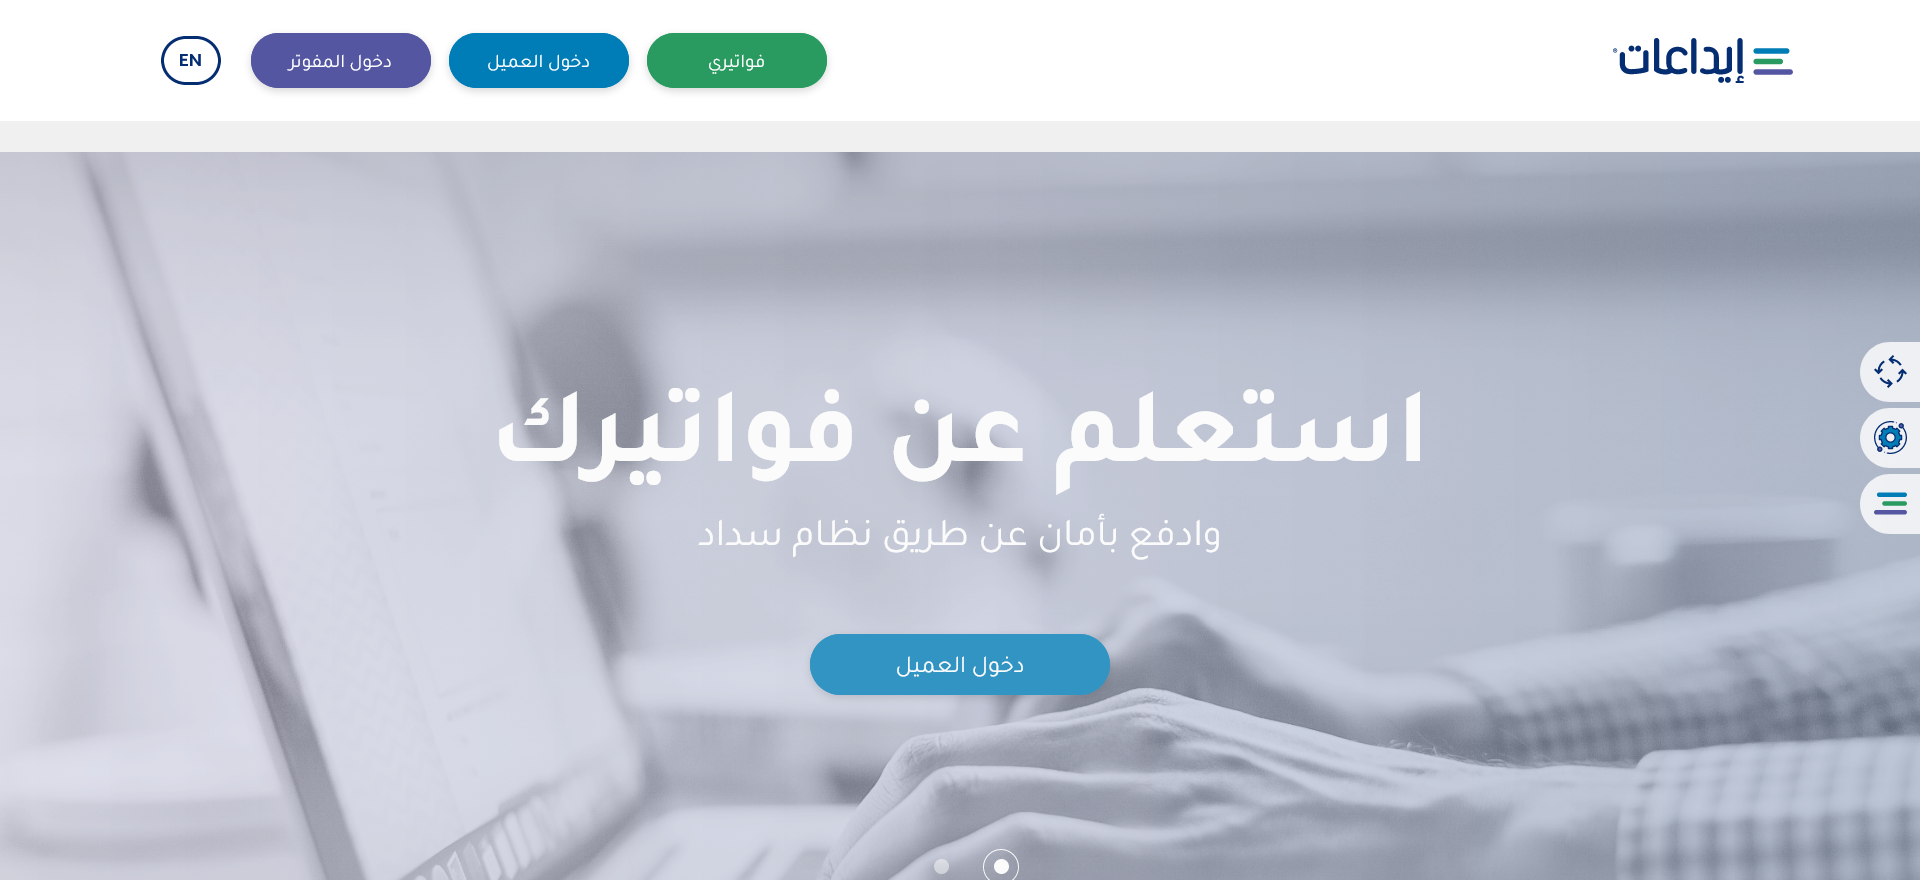 إيداعات®
فواتيري
دخول العميل
دخول المفوتر
EN
استعلم عن فواتيرك
وادفع بأمان عن طريق نظام سداد
دخول العميل